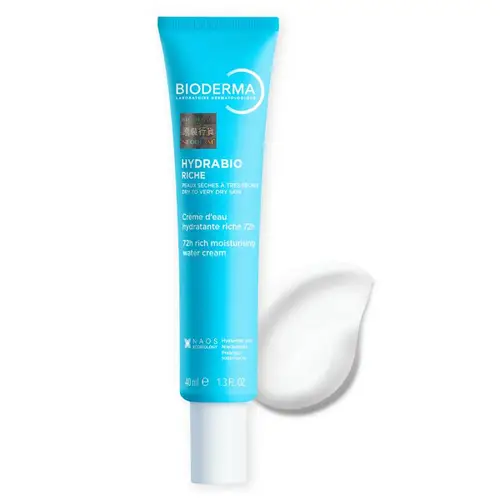 BIODERMA
LABORATOIRE DERMATOLOGIQUE
HYDRABIO
RICHE
PEAUX SÈCHES À TRÈS SÈCHES
DRY TO VERY DRY SKIN
Crème d'eau
hydratante riche 72h
72h rich moisturising
water cream
NAOS
ECOBIOLOGY
40 ml e 1.3 FL.OZ